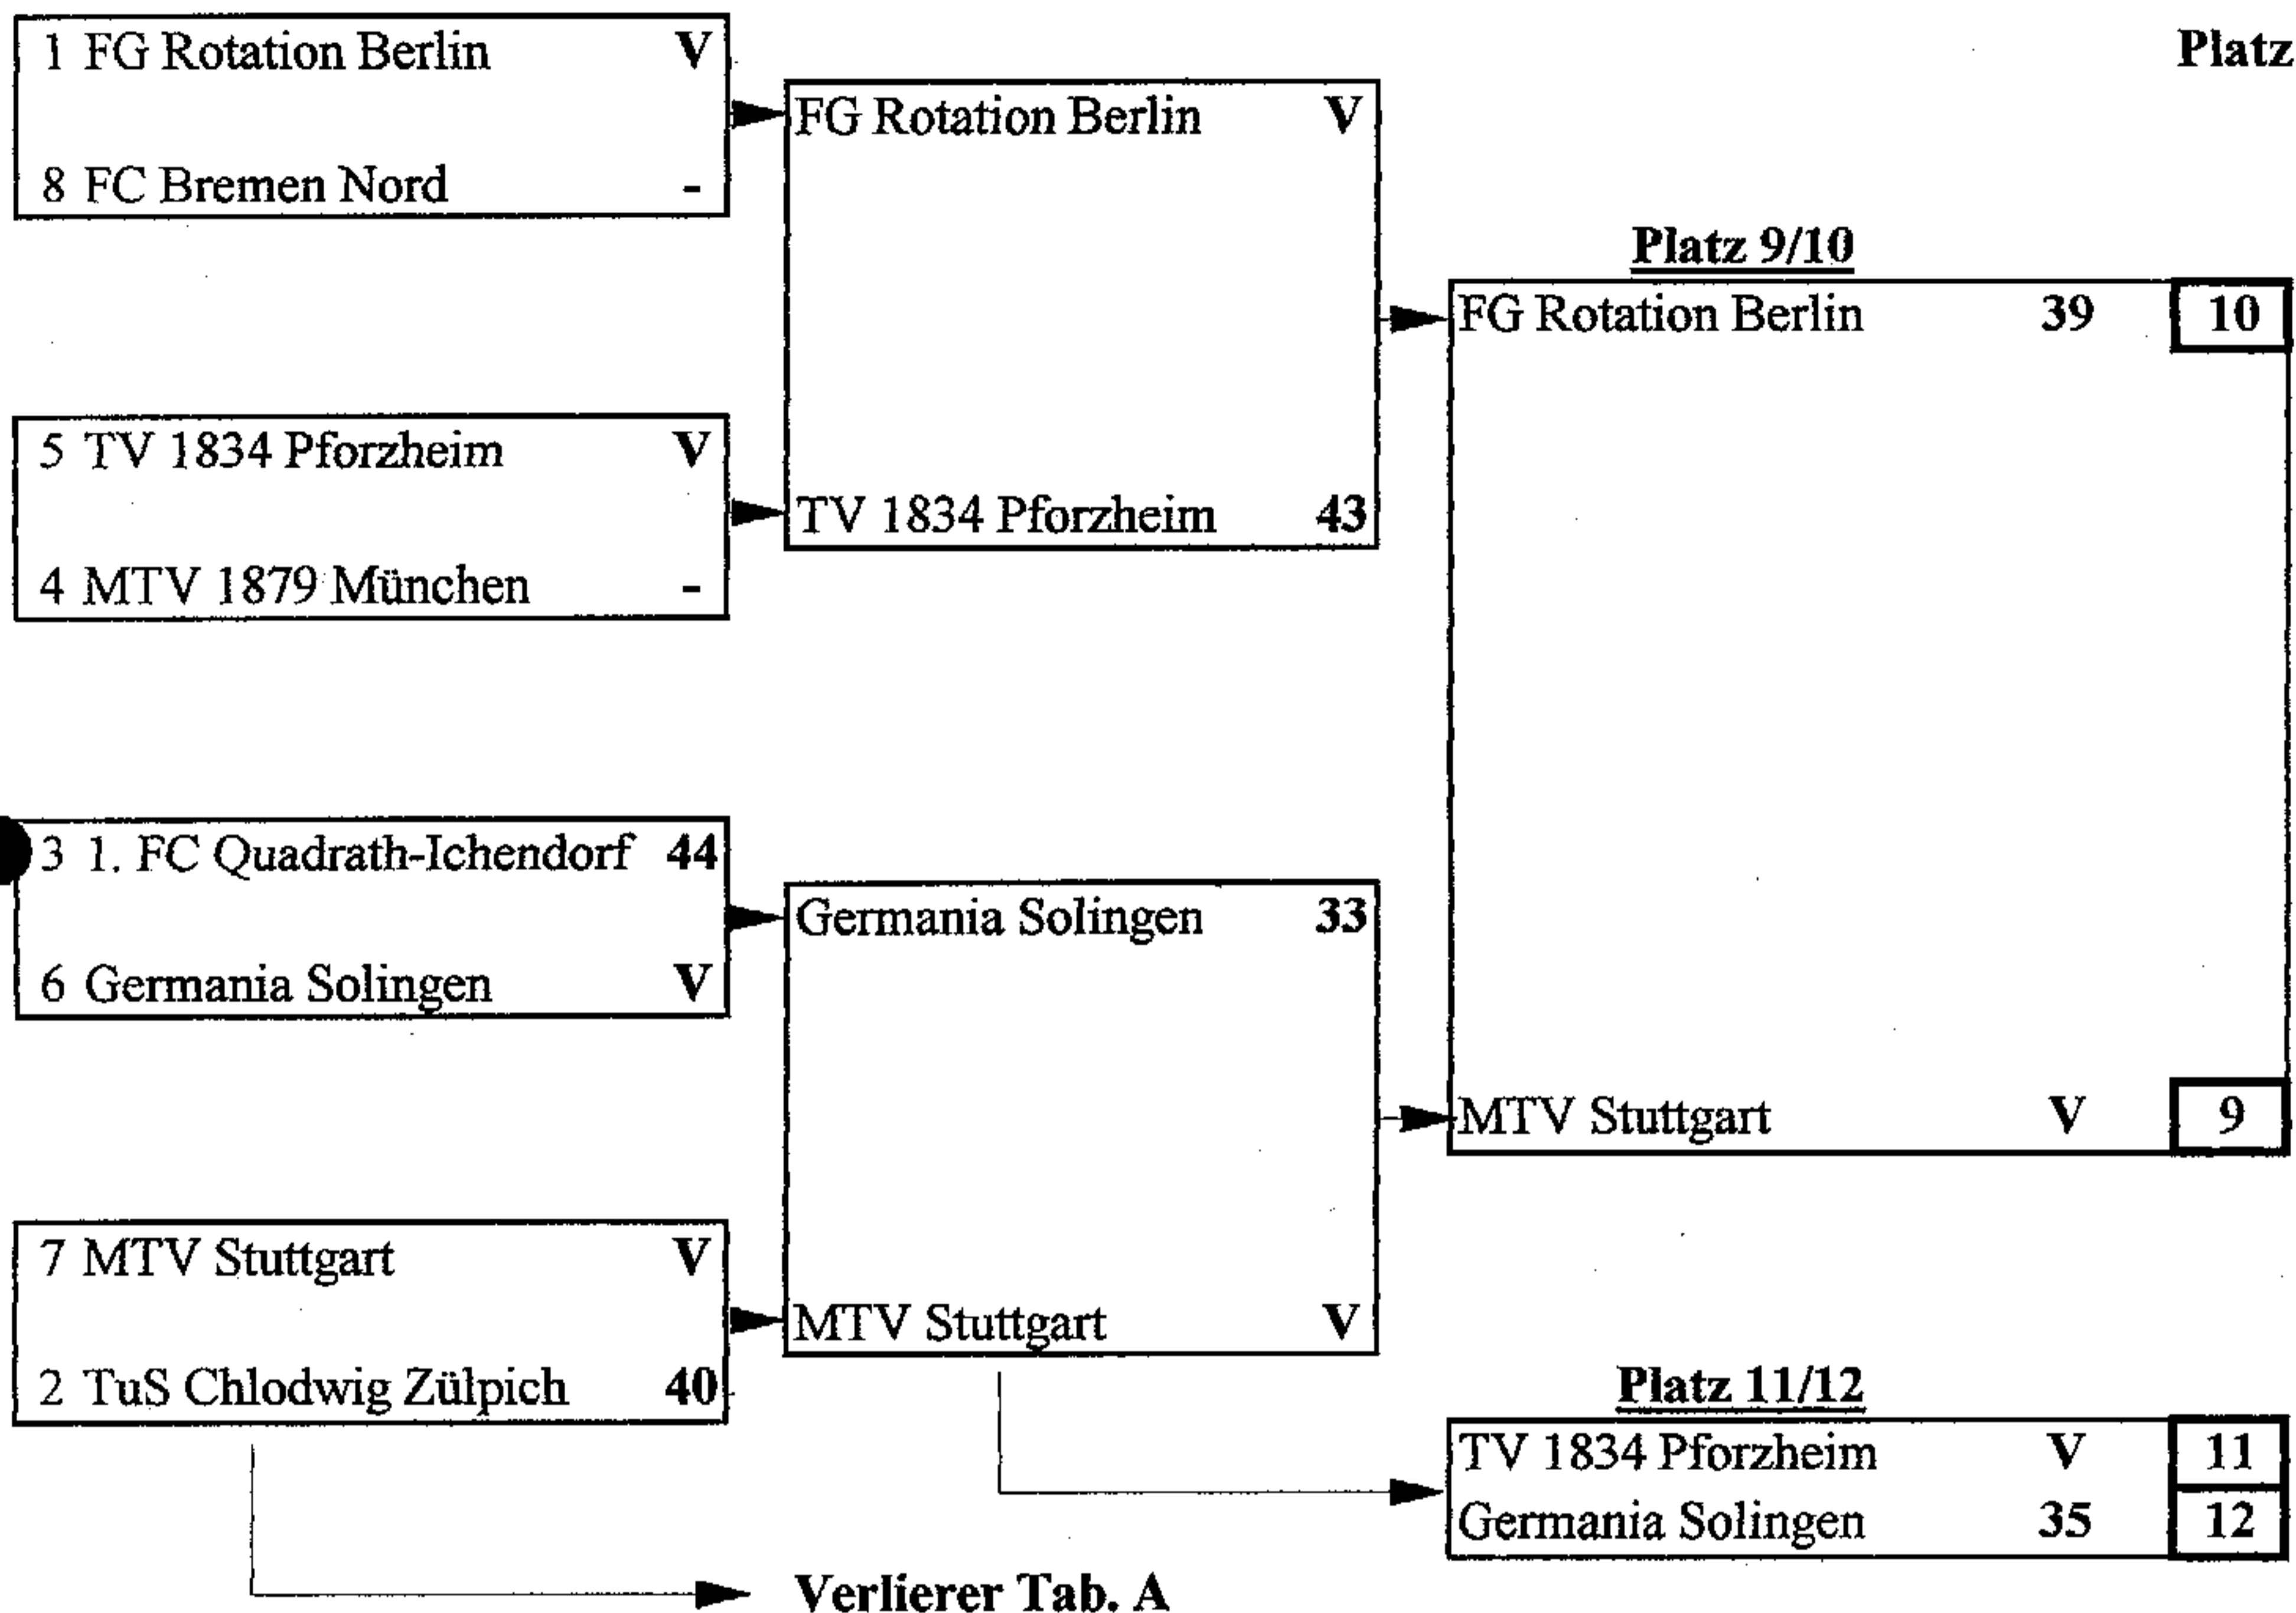 1 FG Rotation Berlin V
8 FC Bremen Nord -
5 TV 1834 Pforzheim V
4 MTV 1879 München -
3 1. FC Quadrath-Ichendorf 44
6 Germania Solingen V
7 MTV Stuttgart V
2 TuS Chlodwig Zülpich 40
Verlierer Tab. A
FG Rotation Berlin V
TV 1834 Pforzheim 43
Germania Solingen 33
MTV Stuttgart V
Platz
Platz 9/10
FG Rotation Berlin 39 10
MTV Stuttgart V 9
Platz 11/12
TV 1834 Pforzheim V 11
Germania Solingen 35 12